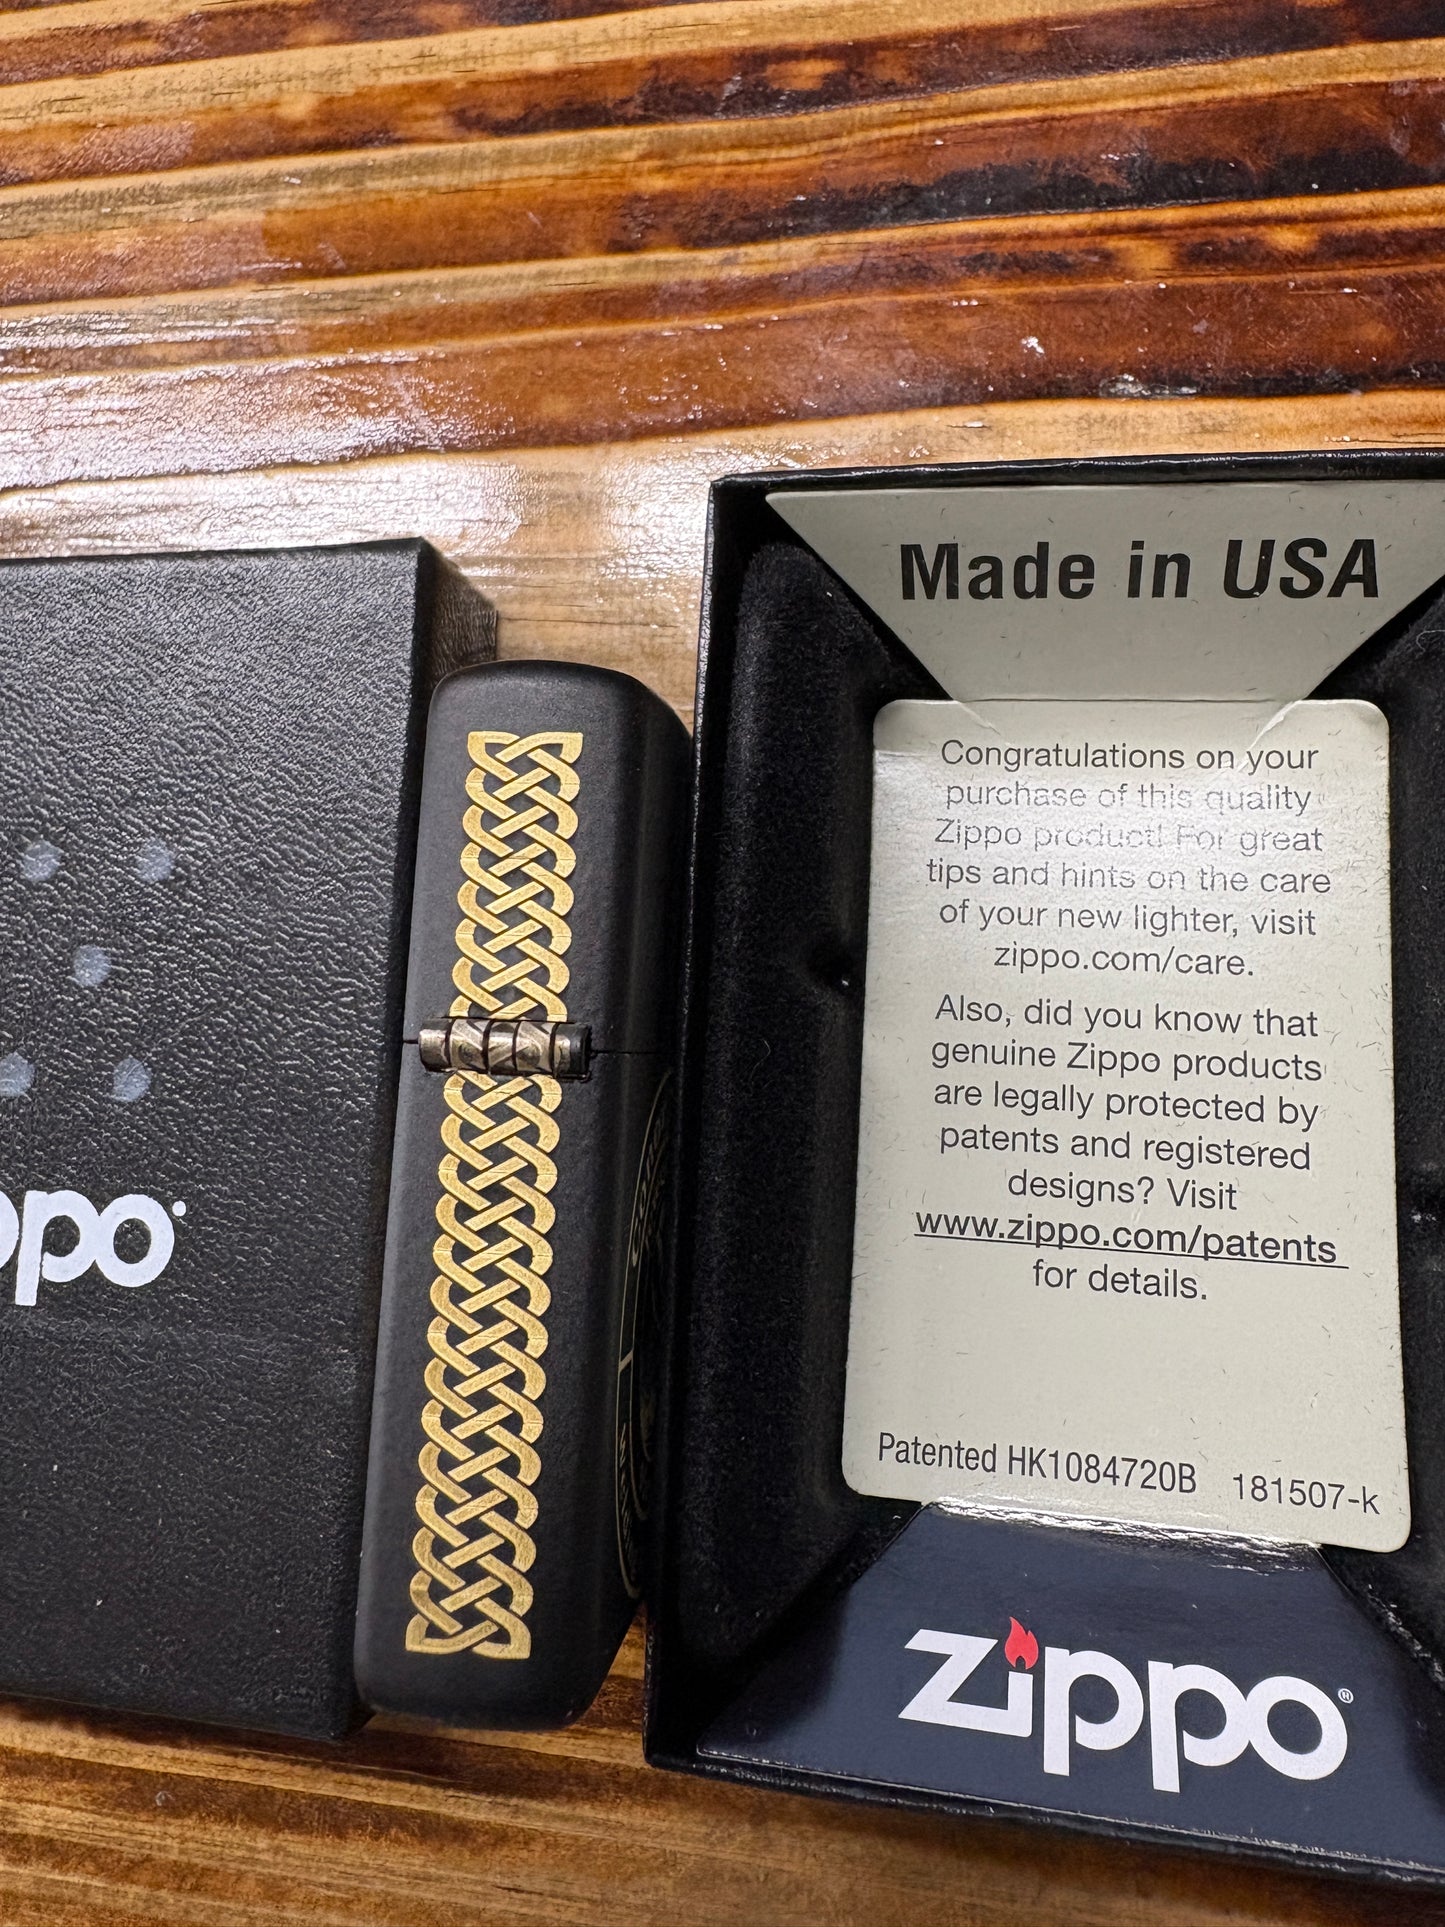 Made in USA
Congratulations on your
purchase of this quality
Zippo product! For great
tips and hints on the care
of your new lighter, visit
zippo.com/care.
Also, did you know that
genuine Zippo products
are legally protected by
patents and registered
designs? Visit
www.zippo.com/patents
for details.
Patented HK1084720B 181507-k
zippo®
ppo